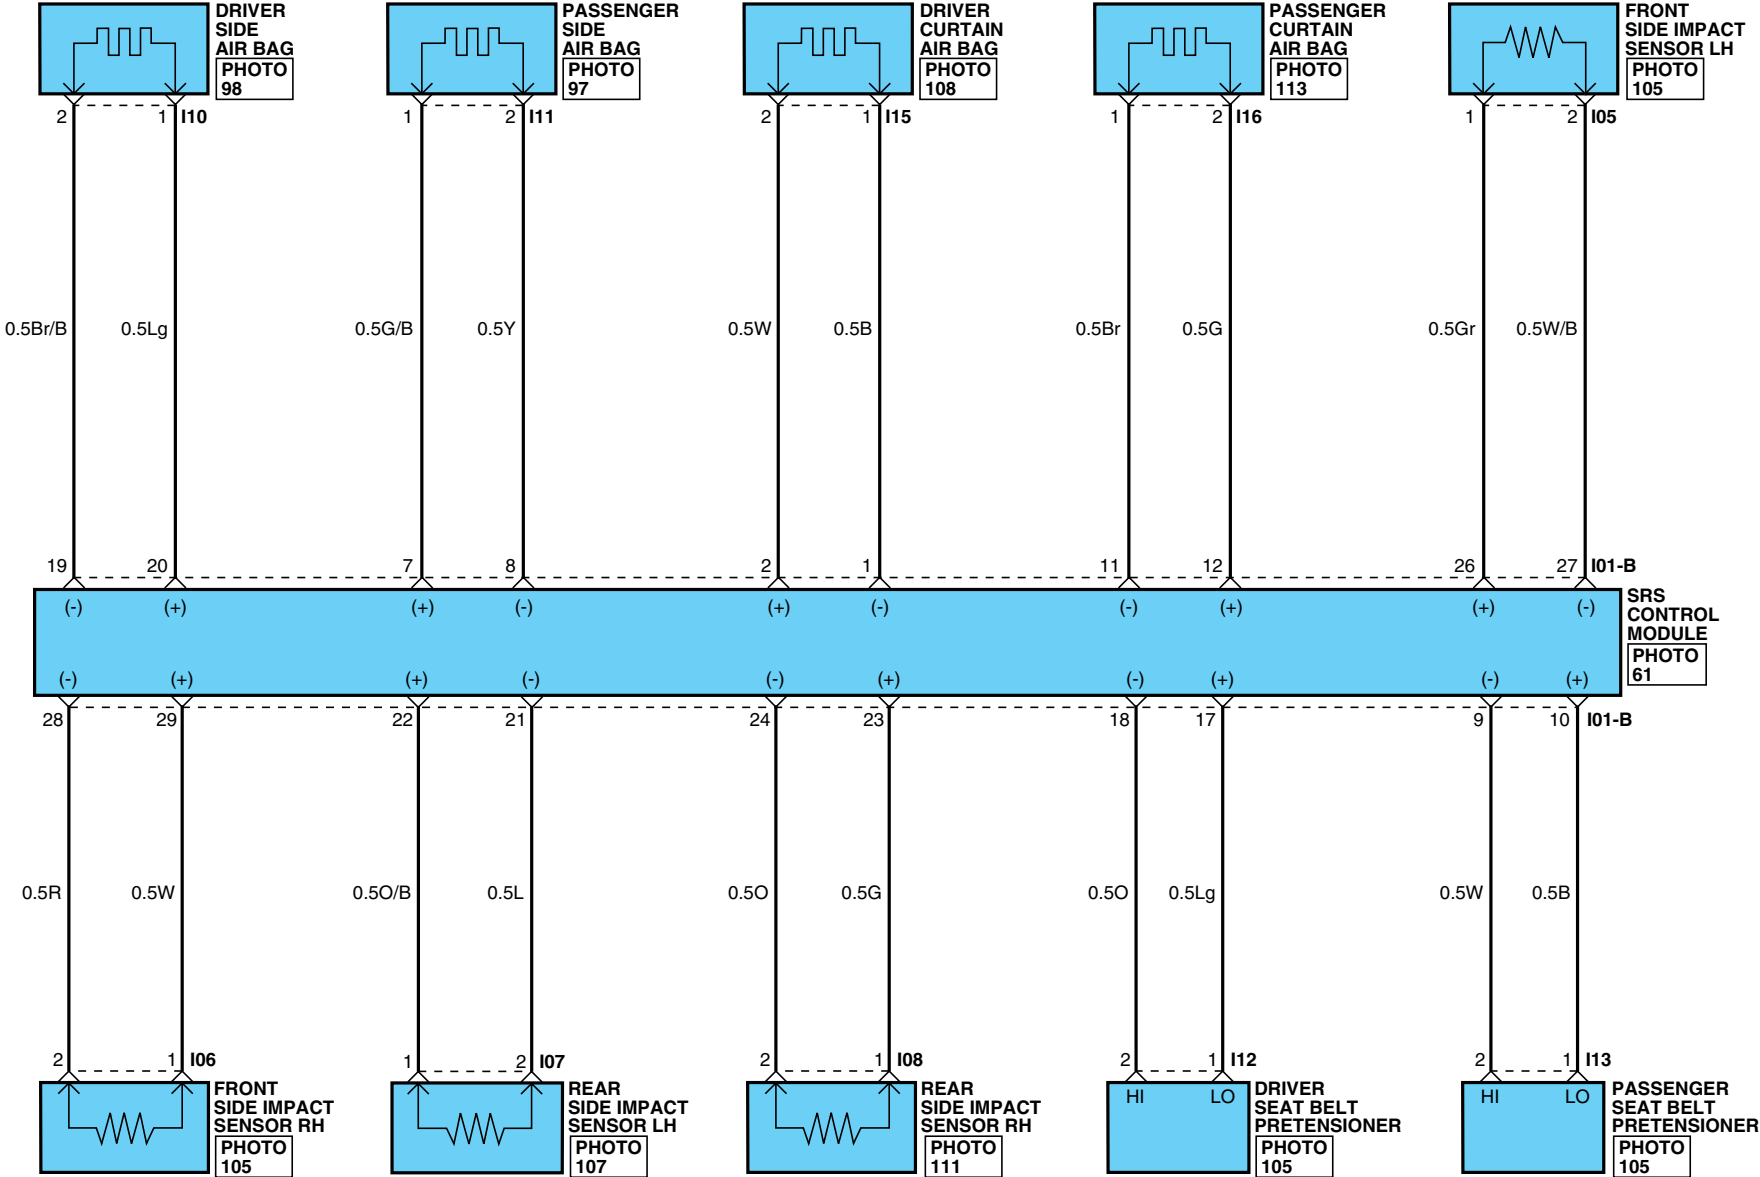 DRIVER
SIDE
AIR BAG
PHOTO
98
PASSENGER
SIDE
AIR BAG
PHOTO
97
DRIVER
CURTAIN
AIR BAG
PHOTO
108
PASSENGER
CURTAIN
AIR BAG
PHOTO
113
FRONT
SIDE IMPACT
SENSOR LH
PHOTO
105
2 1 I10
1 2 I11
2 1 I15
1 2 I16
1 2 I05
0.5Br/B 0.5Lg
0.5G/B 0.5Y
0.5W 0.5B
0.5Br 0.5G
0.5Gr 0.5W/B
19 20 7 8 2 1 11 12 26 27 I01-B
(-) (+) (+) (-) (+) (-) (-) (+) (+) (-)
SRS
CONTROL
MODULE
PHOTO
61
(-) (+) (+) (-) (-) (+) (-) (+) (-) (+)
28 29 22 21 24 23 18 17 9 10 I01-B
0.5R 0.5W
0.5O/B 0.5L
0.5O 0.5G
0.5O 0.5Lg
0.5W 0.5B
2 1 I06
1 2 I07
2 1 I08
2 1 I12
2 1 I13
FRONT
SIDE IMPACT
SENSOR RH
PHOTO
105
REAR
SIDE IMPACT
SENSOR LH
PHOTO
107
REAR
SIDE IMPACT
SENSOR RH
PHOTO
111
HI LO
DRIVER
SEAT BELT
PRETENSIONER
PHOTO
105
HI LO
PASSENGER
SEAT BELT
PRETENSIONER
PHOTO
105